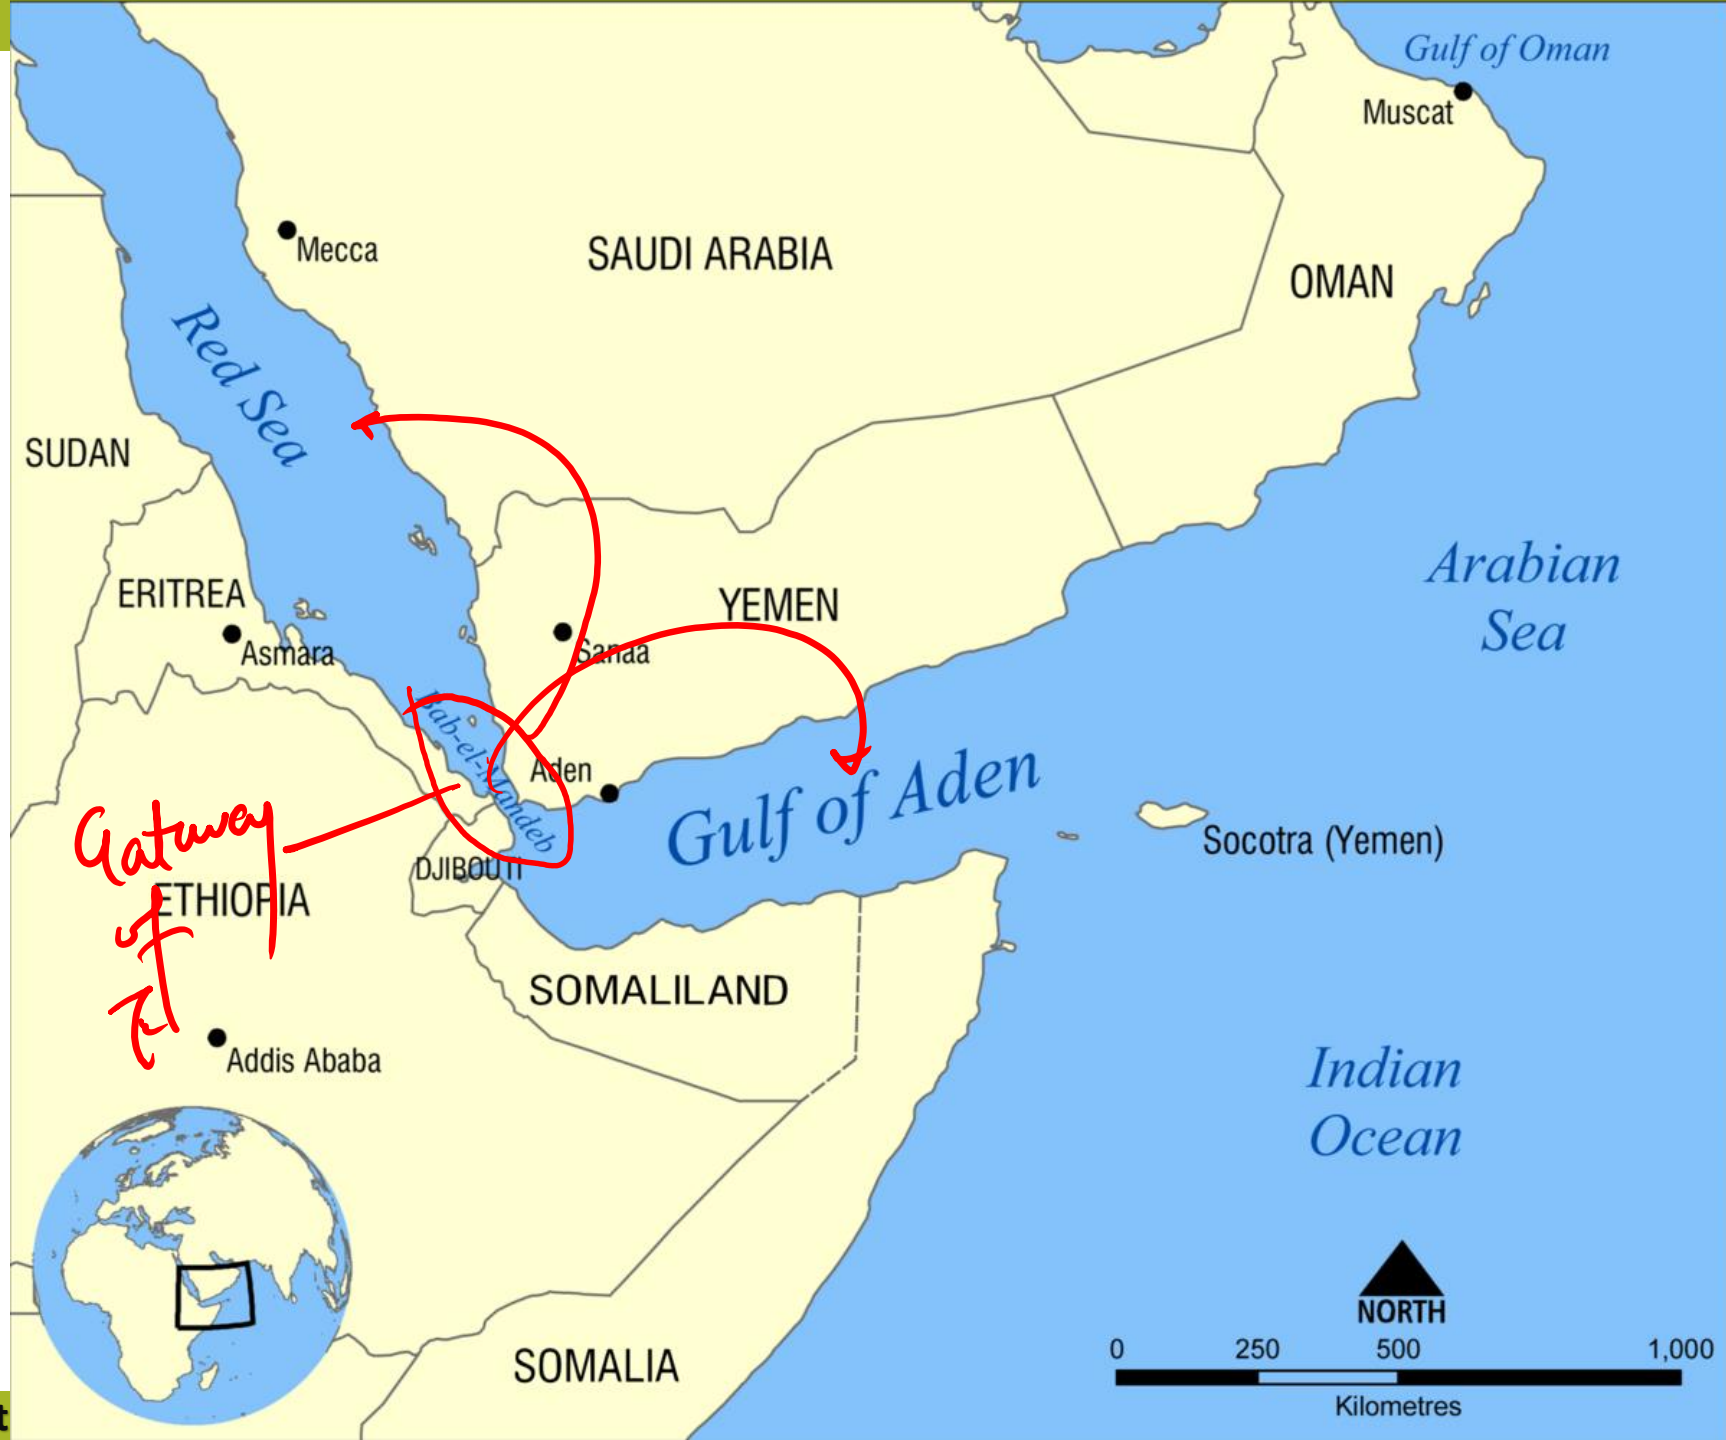 Gulf of Oman
Muscat
Mecca
SAUDI ARABIA
OMAN
Red Sea
SUDAN
Arabian
Sea
ERITREA
YEMEN
Asmara
Sanaa
Bab-el-Mandeb
Aden
Gulf of Aden
Socotra (Yemen)
DJIBOUTI
Gatway
of
ETHIOPIA
SOMALILAND
Addis Ababa
Indian
Ocean
NORTH
0 250 500 1,000
Kilometres
SOMALIA
t